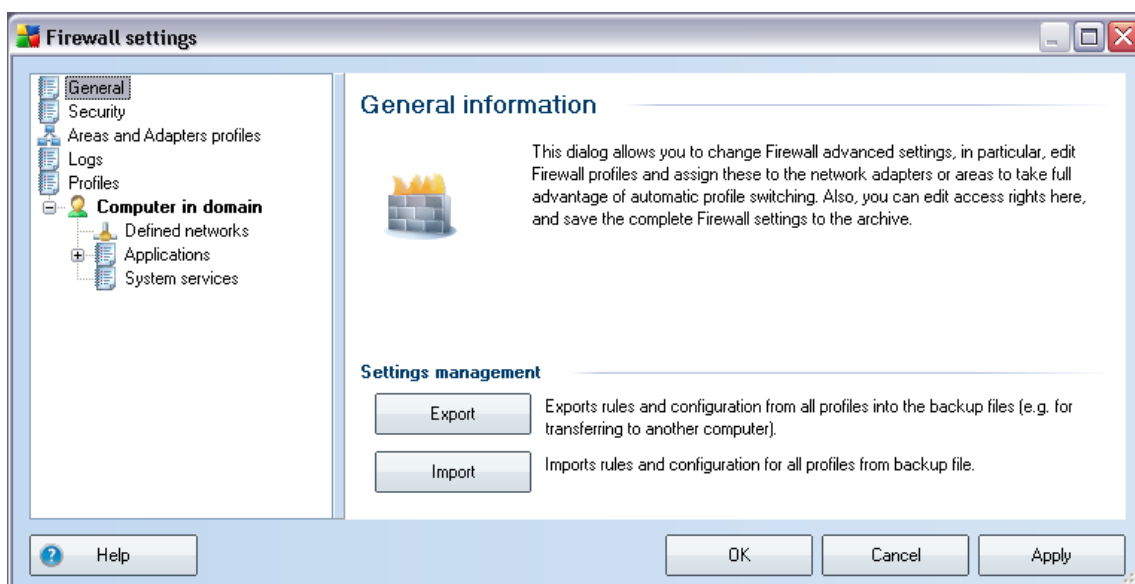 Firewall settings
General
Security
Areas and Adapters profiles
Logs
Profiles
Computer in domain
Defined networks
Applications
System services
General information
This dialog allows you to change Firewall advanced settings, in particular, edit
Firewall profiles and assign these to the network adapters or areas to take full
advantage of automatic profile switching. Also, you can edit access rights here,
and save the complete Firewall settings to the archive.
Settings management
Export
Exports rules and configuration from all profiles into the backup files (e.g. for
transferring to another computer).
Import
Imports rules and configuration for all profiles from backup file.
Help
OK
Cancel
Apply